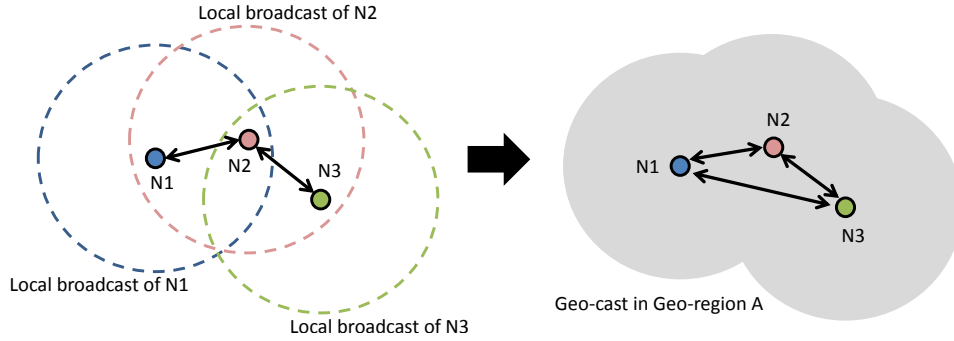 Local broadcast of N2
N1
N2
N3
Local broadcast of N1
Local broadcast of N3
N2
N1
N3
Geo-cast in Geo-region A